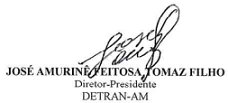 JOSÉ AMURINÊ FEITOSA TOMAZ FILHO
Diretor-Presidente
DETRAN-AM